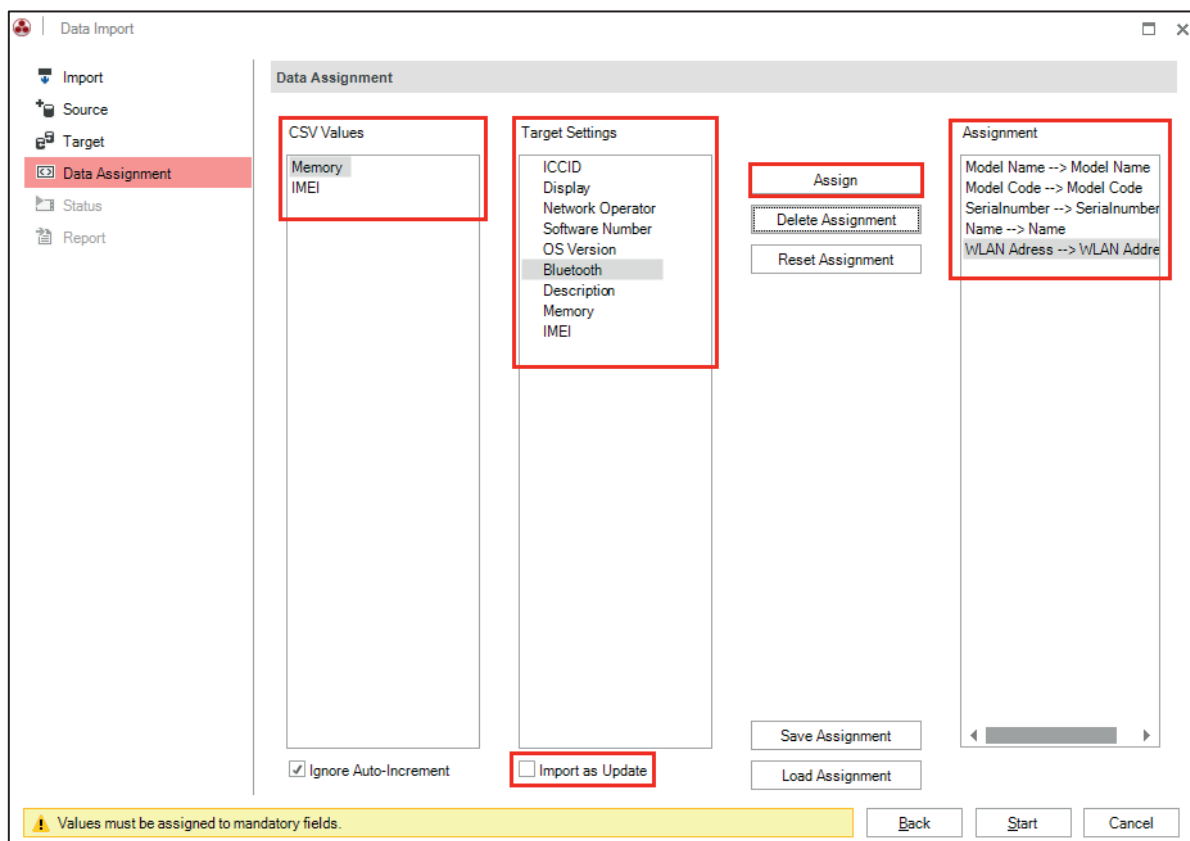 Data Import
Import
Source
Target
Data Assignment
Status
Report
Data Assignment
CSV Values
Memory
IMEI
Ignore Auto-Increment
Target Settings
ICCID
Display
Network Operator
Software Number
OS Version
Bluetooth
Description
Memory
IMEI
Import as Update
Assign
Delete Assignment
Reset Assignment
Save Assignment
Load Assignment
Assignment
Model Name --> Model Name
Model Code --> Model Code
Serialnumber --> Serialnumber
Name --> Name
WLAN Adress --> WLAN Addre
Values must be assigned to mandatory fields.
Back
Start
Cancel